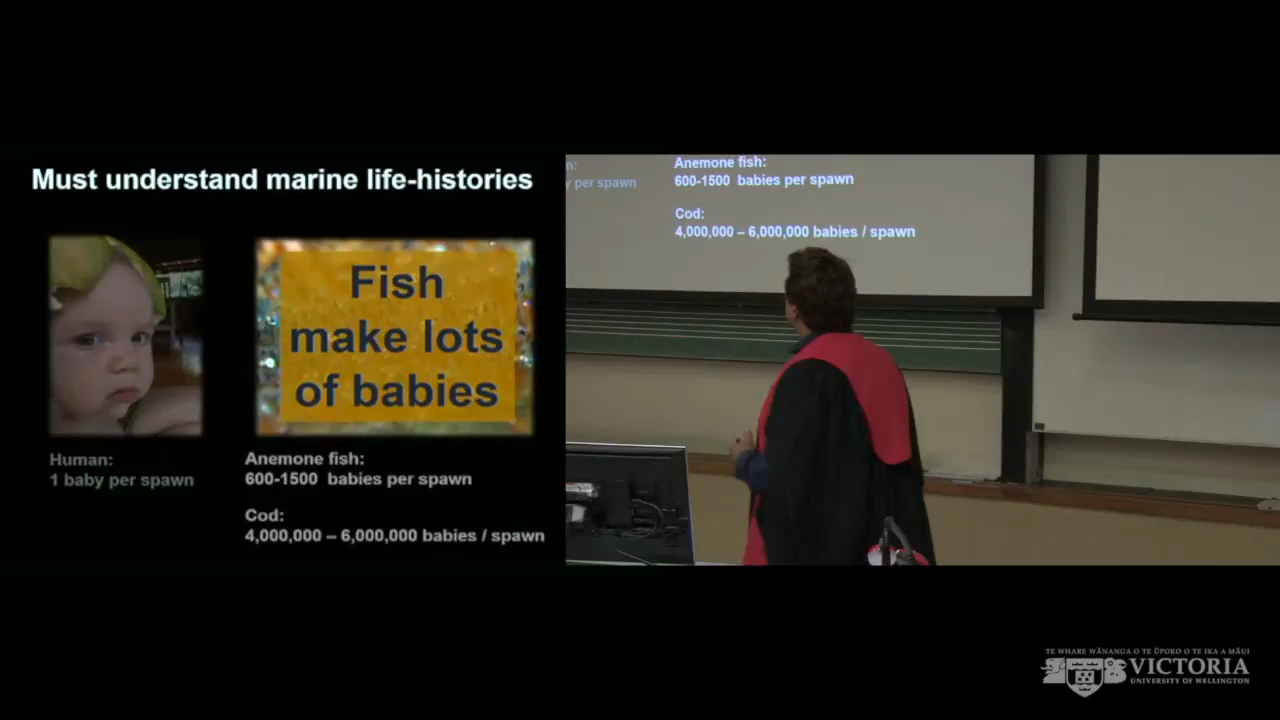 Must understand marine life-histories
Fish
make lots
of babies
Human:
1 baby per spawn
Anemone fish:
600-1500 babies per spawn
Cod:
4,000,000 – 6,000,000 babies / spawn
n:
y per spawn
Anemone fish:
600-1500 babies per spawn
Cod:
4,000,000 – 6,000,000 babies / spawn
TE WHARE WĀNANGA O TE ŪPOKO O TE IKA A MĀUI
VICTORIA
UNIVERSITY OF WELLINGTON